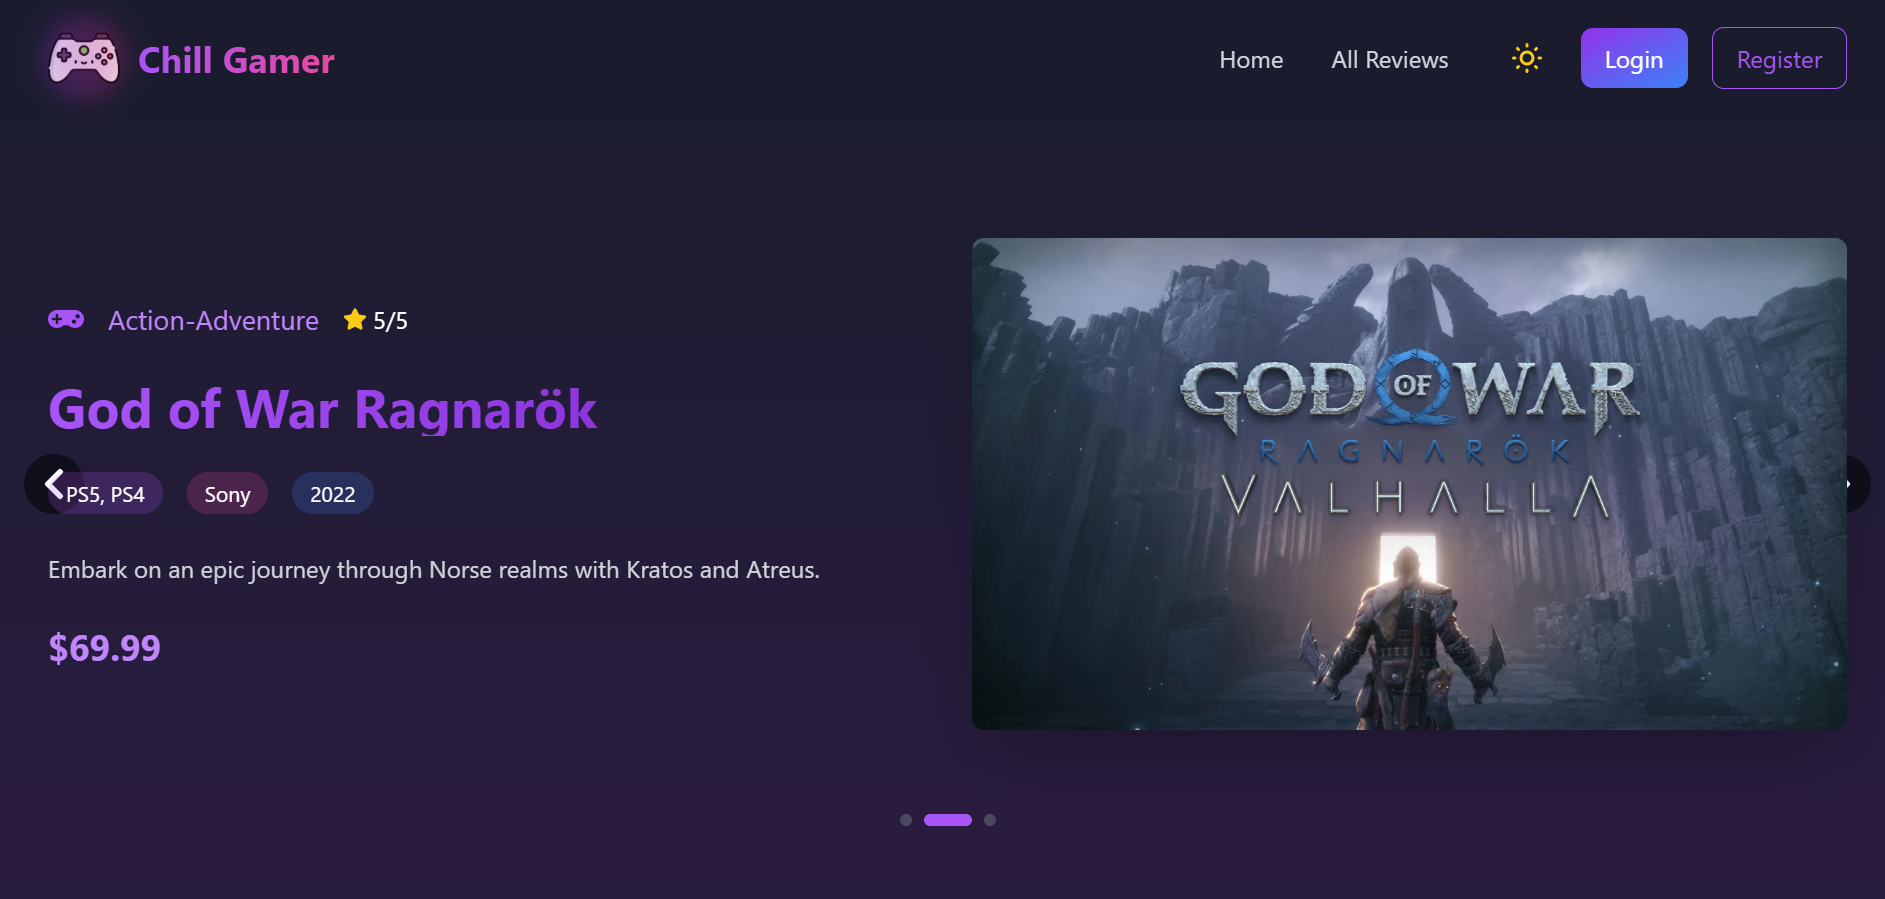 Chill Gamer
Home
All Reviews
Login
Register
Action-Adventure
5/5
God of War Ragnarök
PS5, PS4
Sony
2022
Embark on an epic journey through Norse realms with Kratos and Atreus.
$69.99
GOD OF WAR
RAGNARÖK
VALHALLA